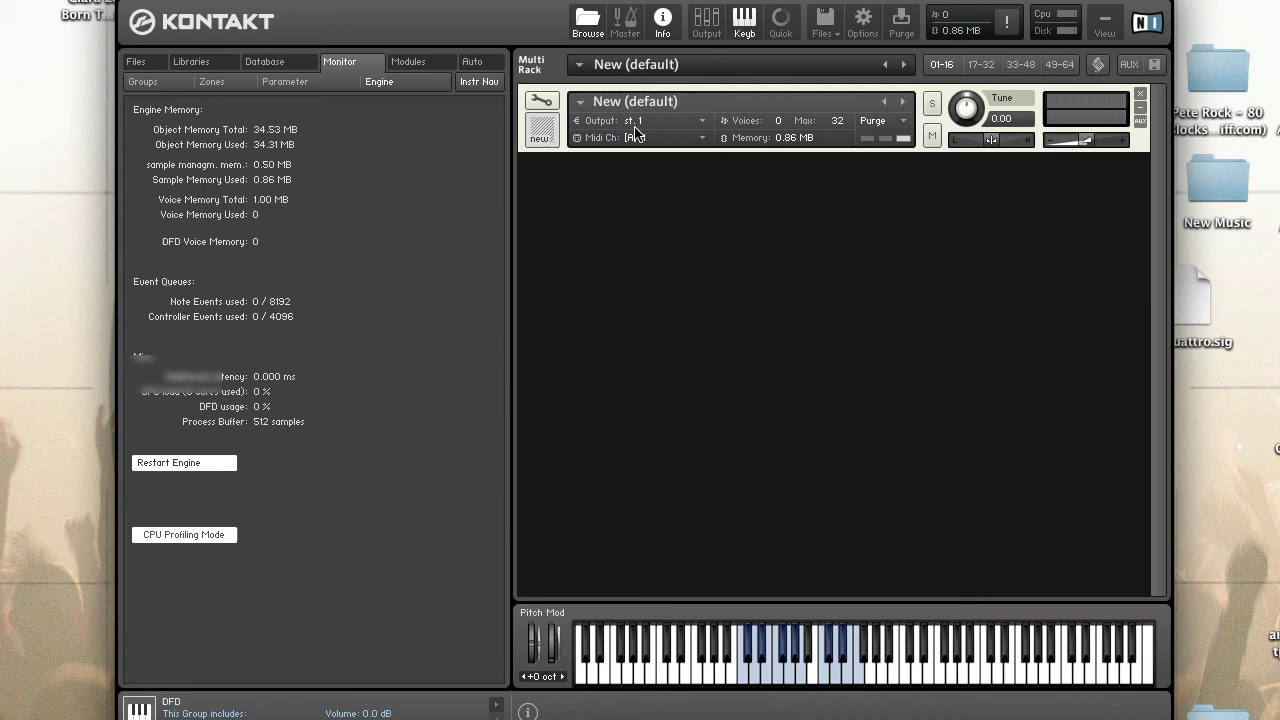 Born T...
KONTAKT
Browse
Master
Info
Output
Keyb
Quick
Files
Options
Purge
0
0.86 MB
!
Cpu
Disk
View
NI
Files
Libraries
Database
Monitor
Modules
Auto
Groups
Zones
Parameter
Engine
Instr Nav
Engine Memory:
Object Memory Total: 34.53 MB
Object Memory Used: 34.31 MB
sample managm. mem.: 0.50 MB
Sample Memory Used: 0.86 MB
Voice Memory Total: 1.00 MB
Voice Memory Used: 0
DFD Voice Memory: 0
Event Queues:
Note Events used: 0 / 8192
Controller Events used: 0 / 4096
0.000 ms
used): 0 %
DFD usage: 0 %
Process Buffer: 512 samples
Restart Engine
CPU Profiling Mode
Multi
Rack
New (default)
01-16
17-32
33-48
49-64
AUX
New (default)
Output: st.1
Voices: 0 Max: 32
Purge
Midi Ch:
Memory: 0.86 MB
new
S
M
Tune
0.00
L
R
-
+
AUX
Pitch Mod
+0 oct
DFD
This Group includes:
Volume: 0.0 dB
Pete Rock - 80
locks...iff.com)
New Music
uattro.sig